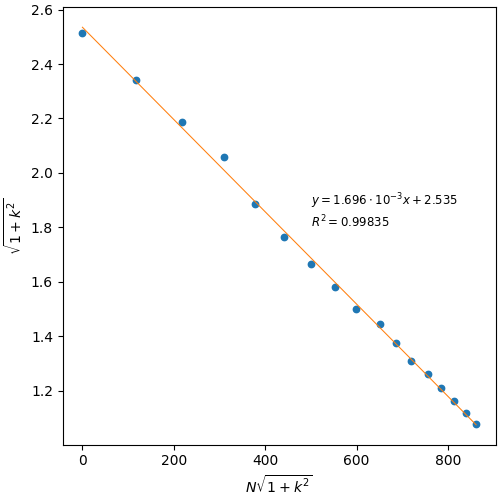 2.6
2.4
2.2
2.0
1.8
1.6
1.4
1.2
√1 + k²
y = 1.696 · 10⁻³x + 2.535
R² = 0.99835
0 200 400 600 800
N√1 + k²